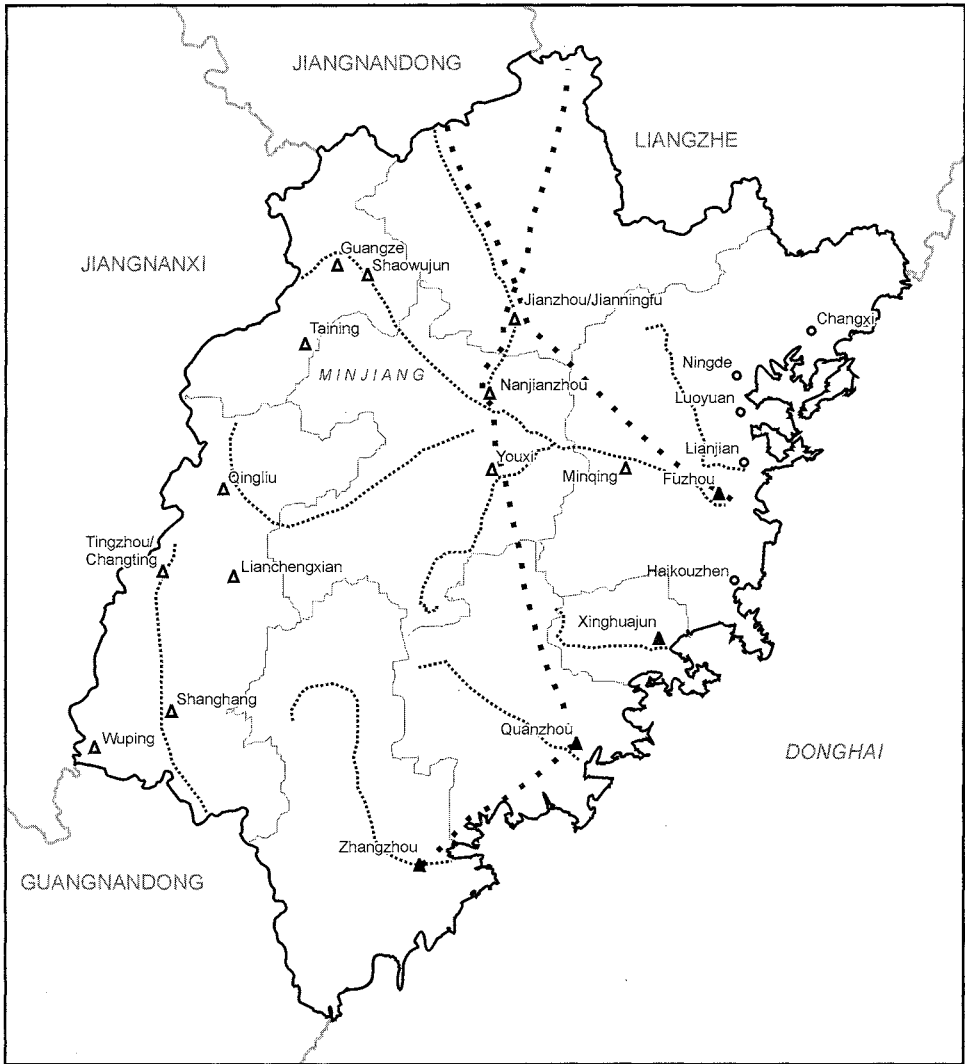 JIANGNANDONG
LIANGZHE
JIANGNANXI
Guangze
Shaowujun
Jianzhou/Jianningfu
Changxi
Taining
MINJIANG
Ningde
Nanjianzhou
Luoyuan
Lianjian
Youxi
Minqing
Fuzhou
Qingliu
Tingzhou/
Changting
Lianchengxian
Haikouzhen
Xinghuajun
Shanghang
Quanzhou
Wuping
DONGHAI
Zhangzhou
GUANGNANDONG